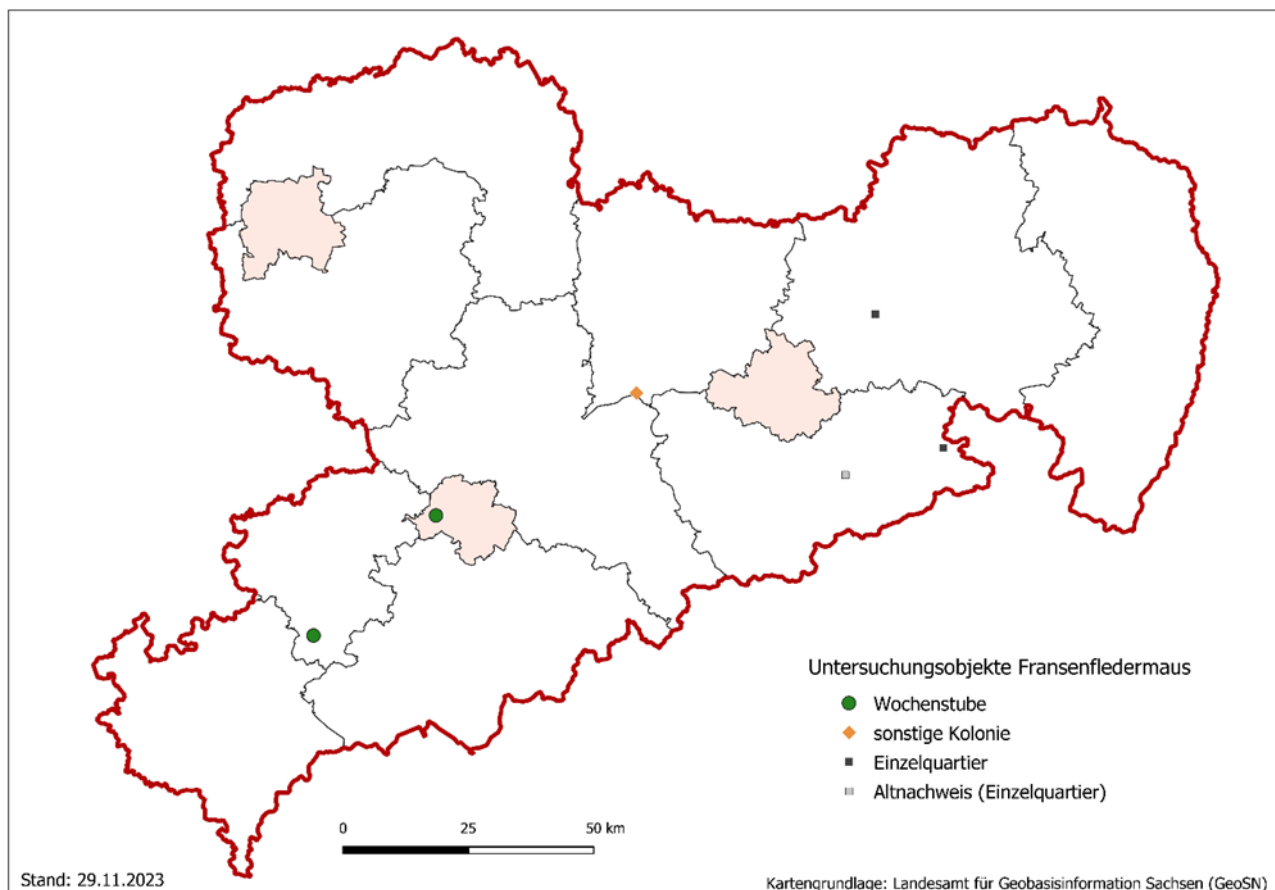 Untersuchungsobjekte Fransenfledermaus
Wochenstube
sonstige Kolonie
Einzelquartier
Altnachweis (Einzelquartier)
0 25 50 km
Stand: 29.11.2023
Kartengrundlage: Landesamt für Geobasisinformation Sachsen (GeoSN)